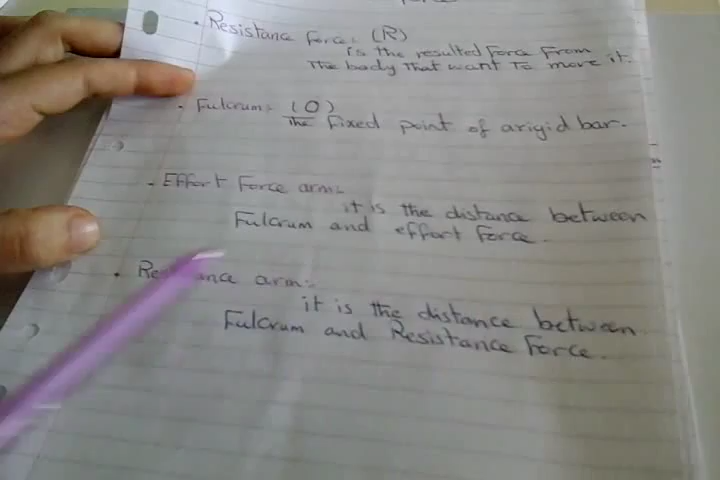 . Resistance Force:- (R)
is the resulted Force From
The body That want To move it.
. Fulcrum:- (O)
The fixed point of a rigid bar.
- Effort Force arm:-
it is the distance between
Fulcrum and effort Force.
. Resistance arm:-
it is the distance between
Fulcrum and Resistance Force.